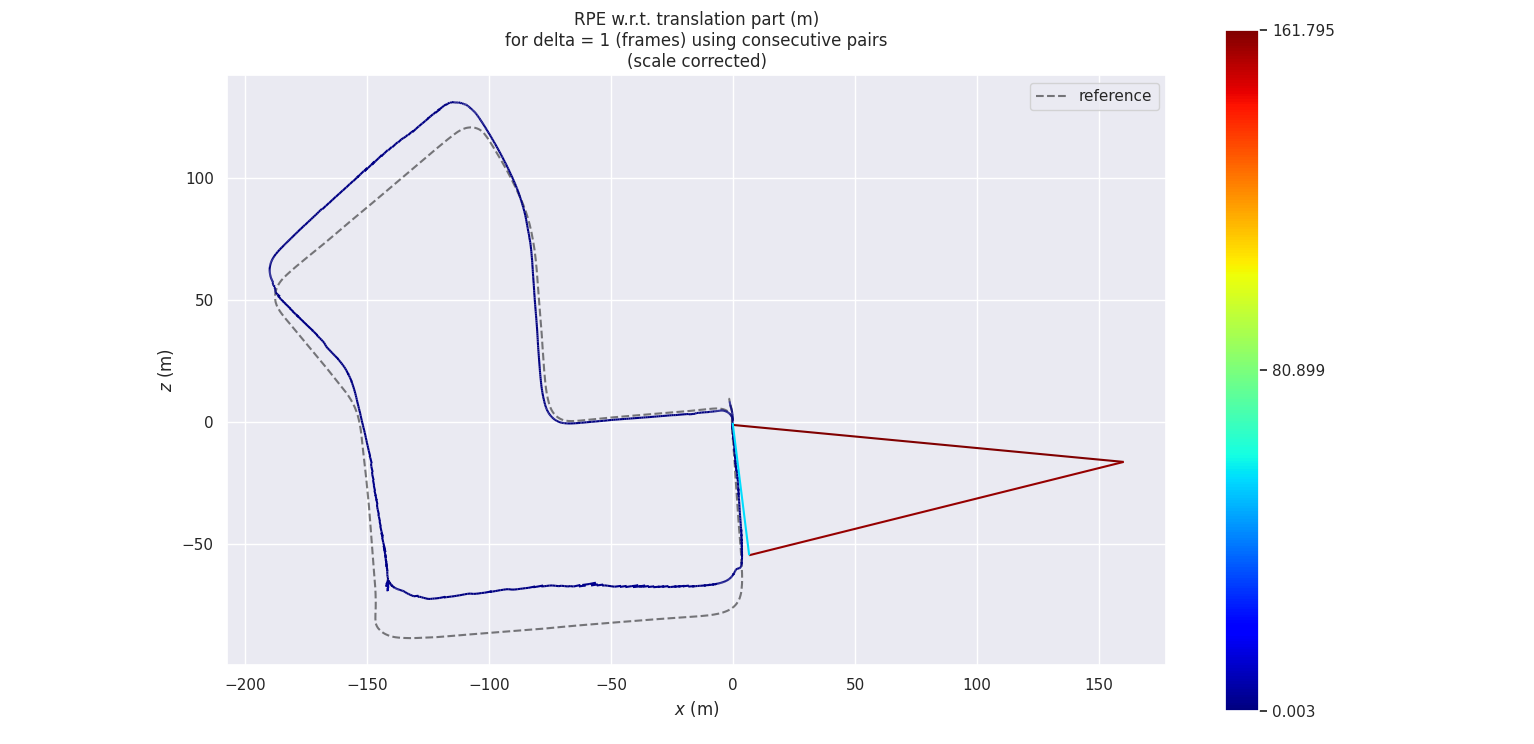 RPE w.r.t. translation part (m)
for delta = 1 (frames) using consecutive pairs
(scale corrected)
reference
161.795
80.899
0.003
z (m)
100
50
0
−50
−200
−150
−100
−50
0
50
100
150
x (m)